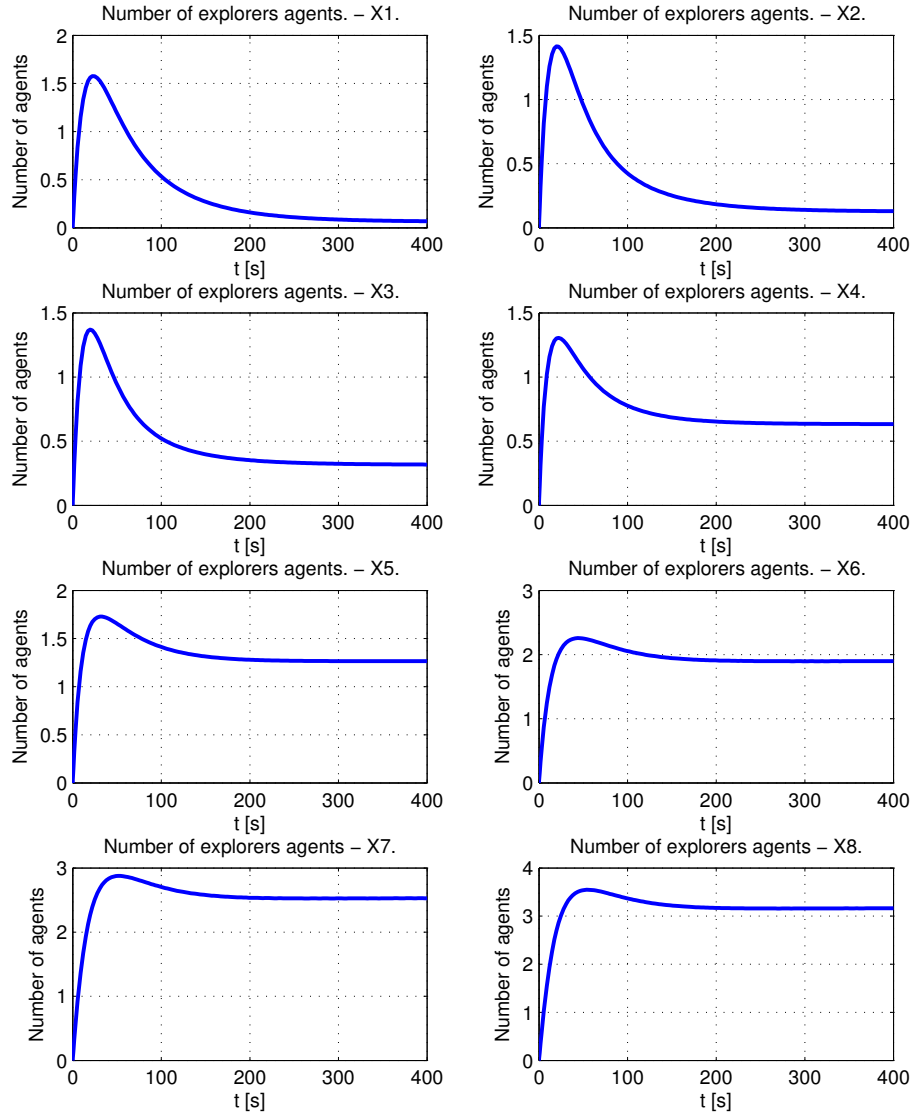 Number of explorers agents. – X1.
Number of agents
2
1.5
1
0.5
0
0 100 200 300 400
t [s]
Number of explorers agents. – X2.
Number of agents
1.5
1
0.5
0
0 100 200 300 400
t [s]
Number of explorers agents. – X3.
Number of agents
1.5
1
0.5
0
0 100 200 300 400
t [s]
Number of explorers agents. – X4.
Number of agents
1.5
1
0.5
0
0 100 200 300 400
t [s]
Number of explorers agents. – X5.
Number of agents
2
1.5
1
0.5
0
0 100 200 300 400
t [s]
Number of explorers agents. – X6.
Number of agents
3
2
1
0
0 100 200 300 400
t [s]
Number of explorers agents – X7.
Number of agents
3
2
1
0
0 100 200 300 400
t [s]
Number of explorers agents – X8.
Number of agents
4
3
2
1
0
0 100 200 300 400
t [s]